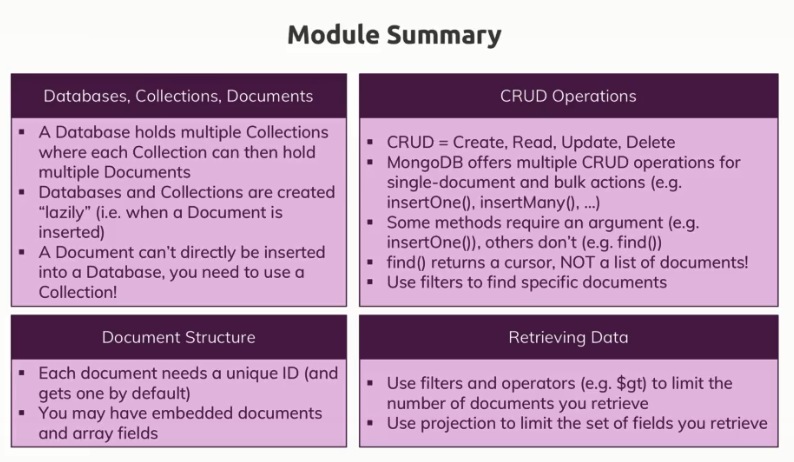 Module Summary
Databases, Collections, Documents
▪ A Database holds multiple Collections
where each Collection can then hold
multiple Documents
▪ Databases and Collections are created
“lazily” (i.e. when a Document is
inserted)
▪ A Document can’t directly be inserted
into a Database, you need to use a
Collection!
CRUD Operations
▪ CRUD = Create, Read, Update, Delete
▪ MongoDB offers multiple CRUD operations for
single-document and bulk actions (e.g.
insertOne(), insertMany(), ...)
▪ Some methods require an argument (e.g.
insertOne()), others don’t (e.g. find())
▪ find() returns a cursor, NOT a list of documents!
▪ Use filters to find specific documents
Document Structure
▪ Each document needs a unique ID (and
gets one by default)
▪ You may have embedded documents
and array fields
Retrieving Data
▪ Use filters and operators (e.g. $gt) to limit the
number of documents you retrieve
▪ Use projection to limit the set of fields you retrieve